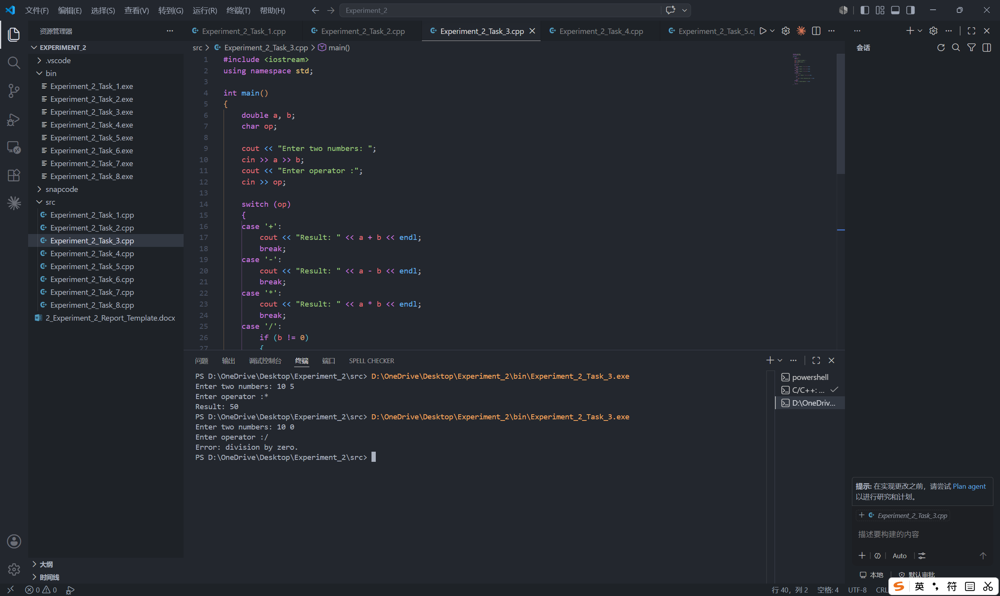 文件(F) 编辑(E) 选择(S) 查看(V) 转到(G) 运行(R) 终端(T) 帮助(H) Experiment_2
资源管理器
EXPERIMENT_2
.vscode
bin
Experiment_2_Task_1.exe
Experiment_2_Task_2.exe
Experiment_2_Task_3.exe
Experiment_2_Task_4.exe
Experiment_2_Task_5.exe
Experiment_2_Task_6.exe
Experiment_2_Task_7.exe
Experiment_2_Task_8.exe
snapcode
src
Experiment_2_Task_1.cpp
Experiment_2_Task_2.cpp
Experiment_2_Task_3.cpp
Experiment_2_Task_4.cpp
Experiment_2_Task_5.cpp
Experiment_2_Task_6.cpp
Experiment_2_Task_7.cpp
Experiment_2_Task_8.cpp
2_Experiment_2_Report_Template.docx
大纲
时间线
Experiment_2_Task_1.cpp Experiment_2_Task_2.cpp Experiment_2_Task_3.cpp Experiment_2_Task_4.cpp Experiment_2_Task_5.c
src > Experiment_2_Task_3.cpp > main()
1 #include <iostream>
2 using namespace std;
3
4 int main()
5 {
6 double a, b;
7 char op;
8
9 cout << "Enter two numbers: ";
10 cin >> a >> b;
11 cout << "Enter operator :";
12 cin >> op;
13
14 switch (op)
15 {
16 case '+':
17 cout << "Result: " << a + b << endl;
18 break;
19 case '-':
20 cout << "Result: " << a - b << endl;
21 break;
22 case '*':
23 cout << "Result: " << a * b << endl;
24 break;
25 case '/':
26 if (b != 0)
27 {
问题 输出 调试控制台 终端 端口 SPELL CHECKER
PS D:\OneDrive\Desktop\Experiment_2\src> D:\OneDrive\Desktop\Experiment_2\bin\Experiment_2_Task_3.exe
Enter two numbers: 10 5
Enter operator :*
Result: 50
PS D:\OneDrive\Desktop\Experiment_2\src> D:\OneDrive\Desktop\Experiment_2\bin\Experiment_2_Task_3.exe
Enter two numbers: 10 0
Enter operator :/
Error: division by zero.
PS D:\OneDrive\Desktop\Experiment_2\src>
powershell
C/C++: ...
D:\OneDriv...
会话
提示: 在实现更改之前，请尝试 Plan agent
以进行研究和计划。
Experiment_2_Task_3.cpp
描述要构建的内容
Auto
本地 默认审批
0 0 行 40，列 2 空格: 4 UTF-8 CRL
英 符